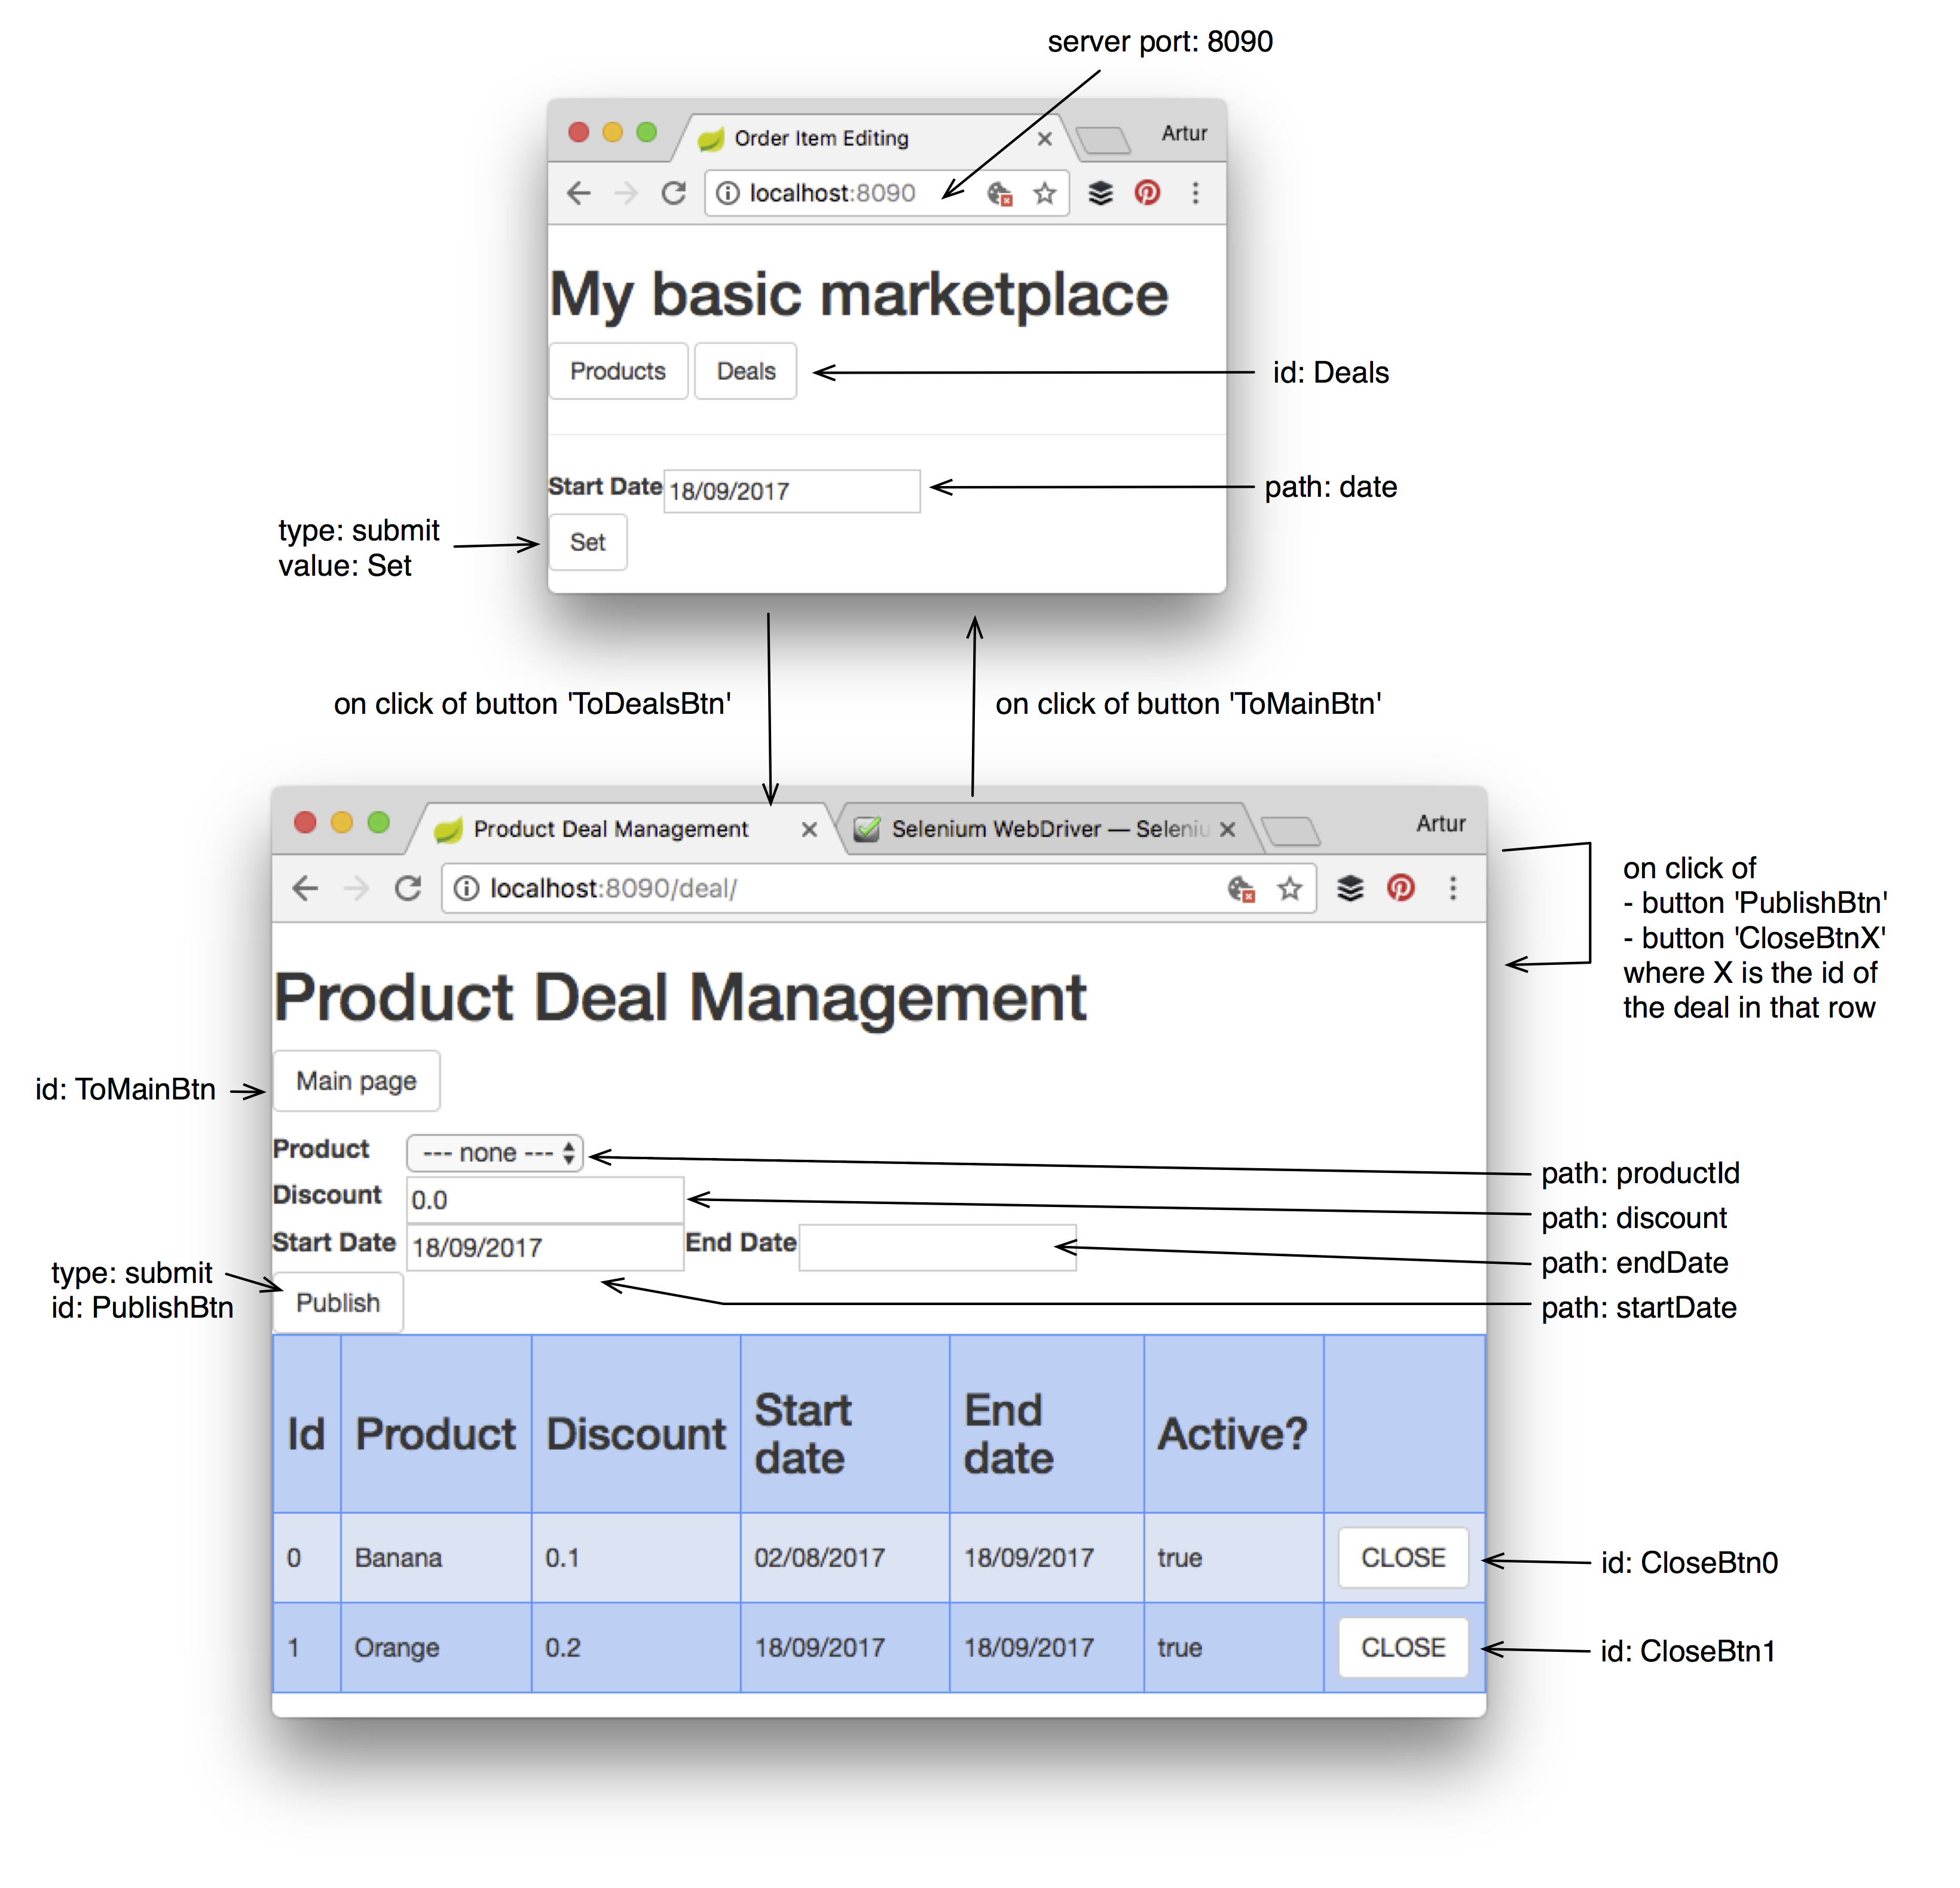 server port: 8090
Order Item Editing
Artur
localhost:8090
My basic marketplace
Products Deals
id: Deals
Start Date 18/09/2017
path: date
type: submit
value: Set
Set
on click of button 'ToDealsBtn'
on click of button 'ToMainBtn'
Product Deal Management
Selenium WebDriver — Seleniu
Artur
localhost:8090/deal/
on click of
- button 'PublishBtn'
- button 'CloseBtnX'
where X is the id of
the deal in that row
Product Deal Management
Main page
id: ToMainBtn
Product --- none ---
path: productId
Discount 0.0
path: discount
Start Date 18/09/2017 End Date
path: endDate
path: startDate
type: submit
id: PublishBtn
Publish
Id Product Discount Start date End date Active?
0 Banana 0.1 02/08/2017 18/09/2017 true CLOSE
id: CloseBtn0
1 Orange 0.2 18/09/2017 18/09/2017 true CLOSE
id: CloseBtn1